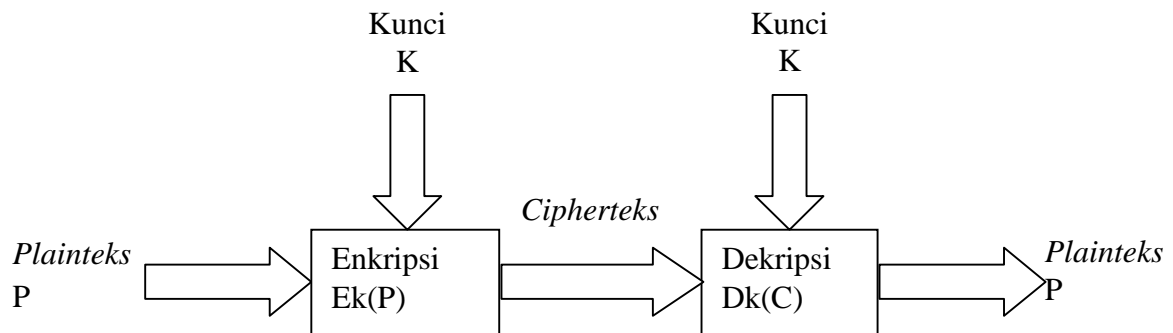 Kunci
K
Kunci
K
Cipherteks
Plainteks
P
Enkripsi
Ek(P)
Dekripsi
Dk(C)
Plainteks
P